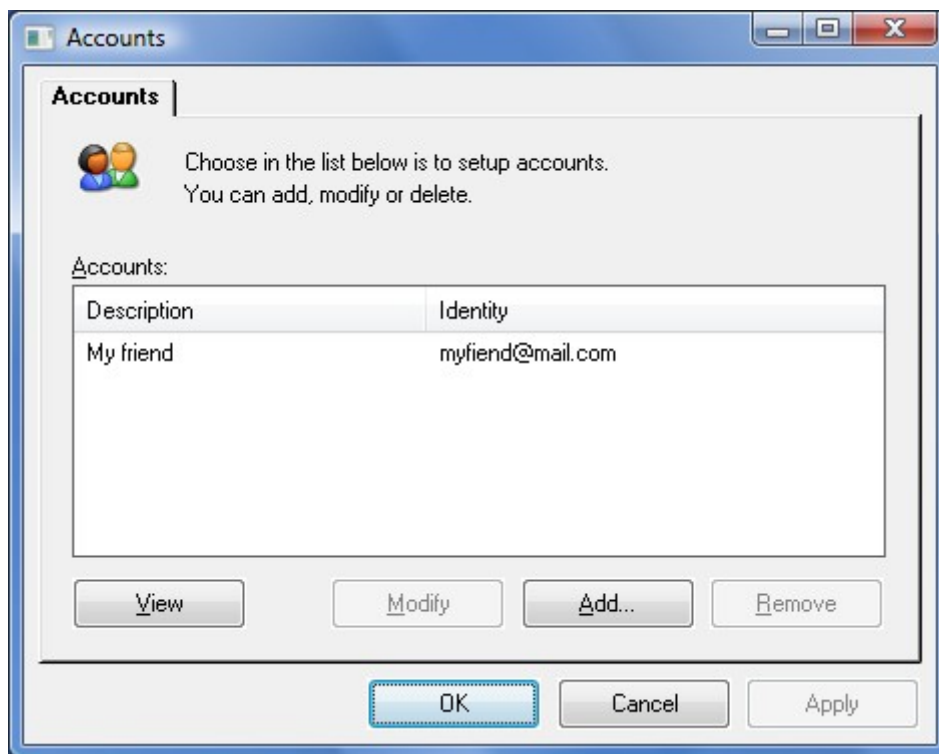 Accounts
Accounts
Choose in the list below is to setup accounts.
You can add, modify or delete.
Accounts:
Description Identity
My friend myfiend@mail.com
View Modify Add... Remove
OK Cancel Apply